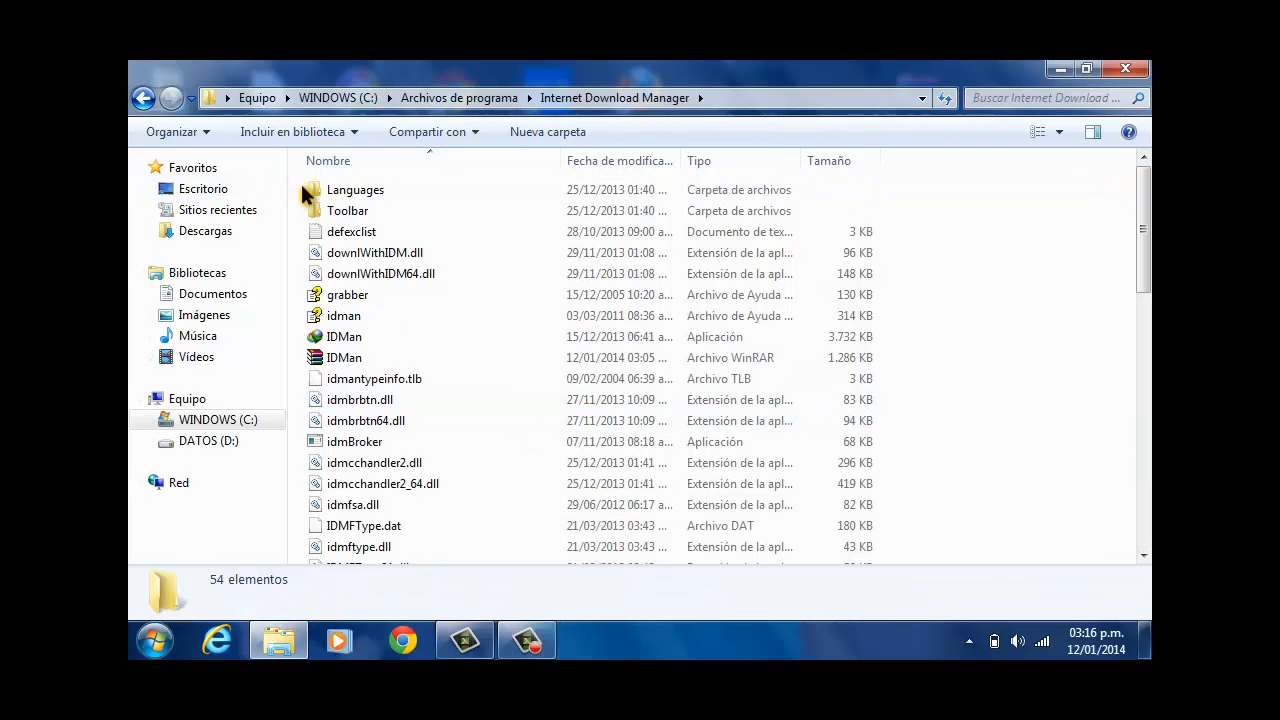 Equipo WINDOWS (C:) Archivos de programa Internet Download Manager Buscar Internet Download ...
Organizar Incluir en biblioteca Compartir con Nueva carpeta
Favoritos
Escritorio
Sitios recientes
Descargas
Bibliotecas
Documentos
Imágenes
Música
Vídeos
Equipo
WINDOWS (C:)
DATOS (D:)
Red
Nombre Fecha de modifica... Tipo Tamaño
Languages 25/12/2013 01:40 ... Carpeta de archivos
Toolbar 25/12/2013 01:40 ... Carpeta de archivos
defexclist 28/10/2013 09:00 a... Documento de tex... 3 KB
downlWithIDM.dll 29/11/2013 01:08 ... Extensión de la apl... 96 KB
downlWithIDM64.dll 29/11/2013 01:08 ... Extensión de la apl... 148 KB
grabber 15/12/2005 10:20 a... Archivo de Ayuda ... 130 KB
idman 03/03/2011 08:36 a... Archivo de Ayuda ... 314 KB
IDMan 15/12/2013 06:41 a... Aplicación 3.732 KB
IDMan 12/01/2014 03:05 ... Archivo WinRAR 1.286 KB
idmantypeinfo.tlb 09/02/2004 06:39 a... Archivo TLB 3 KB
idmbrbtn.dll 27/11/2013 10:09 ... Extensión de la apl... 83 KB
idmbrbtn64.dll 27/11/2013 10:09 ... Extensión de la apl... 94 KB
idmBroker 07/11/2013 08:18 a... Aplicación 68 KB
idmcchandler2.dll 25/12/2013 01:41 ... Extensión de la apl... 296 KB
idmcchandler2_64.dll 25/12/2013 01:41 ... Extensión de la apl... 419 KB
idmfsa.dll 29/06/2012 06:17 a... Extensión de la apl... 82 KB
IDMFType.dat 21/03/2013 03:43 ... Archivo DAT 180 KB
idmftype.dll 21/03/2013 03:43 ... Extensión de la apl... 43 KB
54 elementos
03:16 p.m.
12/01/2014